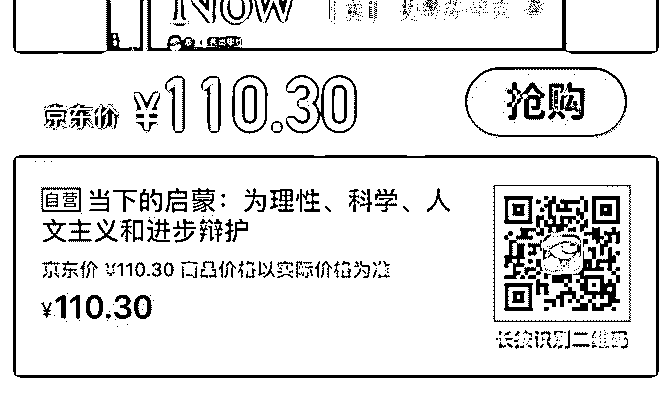 NOW
京东价 ¥110.30 抢购
自营 当下的启蒙：为理性、科学、人
文主义和进步辩护
京东价 ¥110.30 商品价格以实际价格为准
¥110.30
长按识别二维码